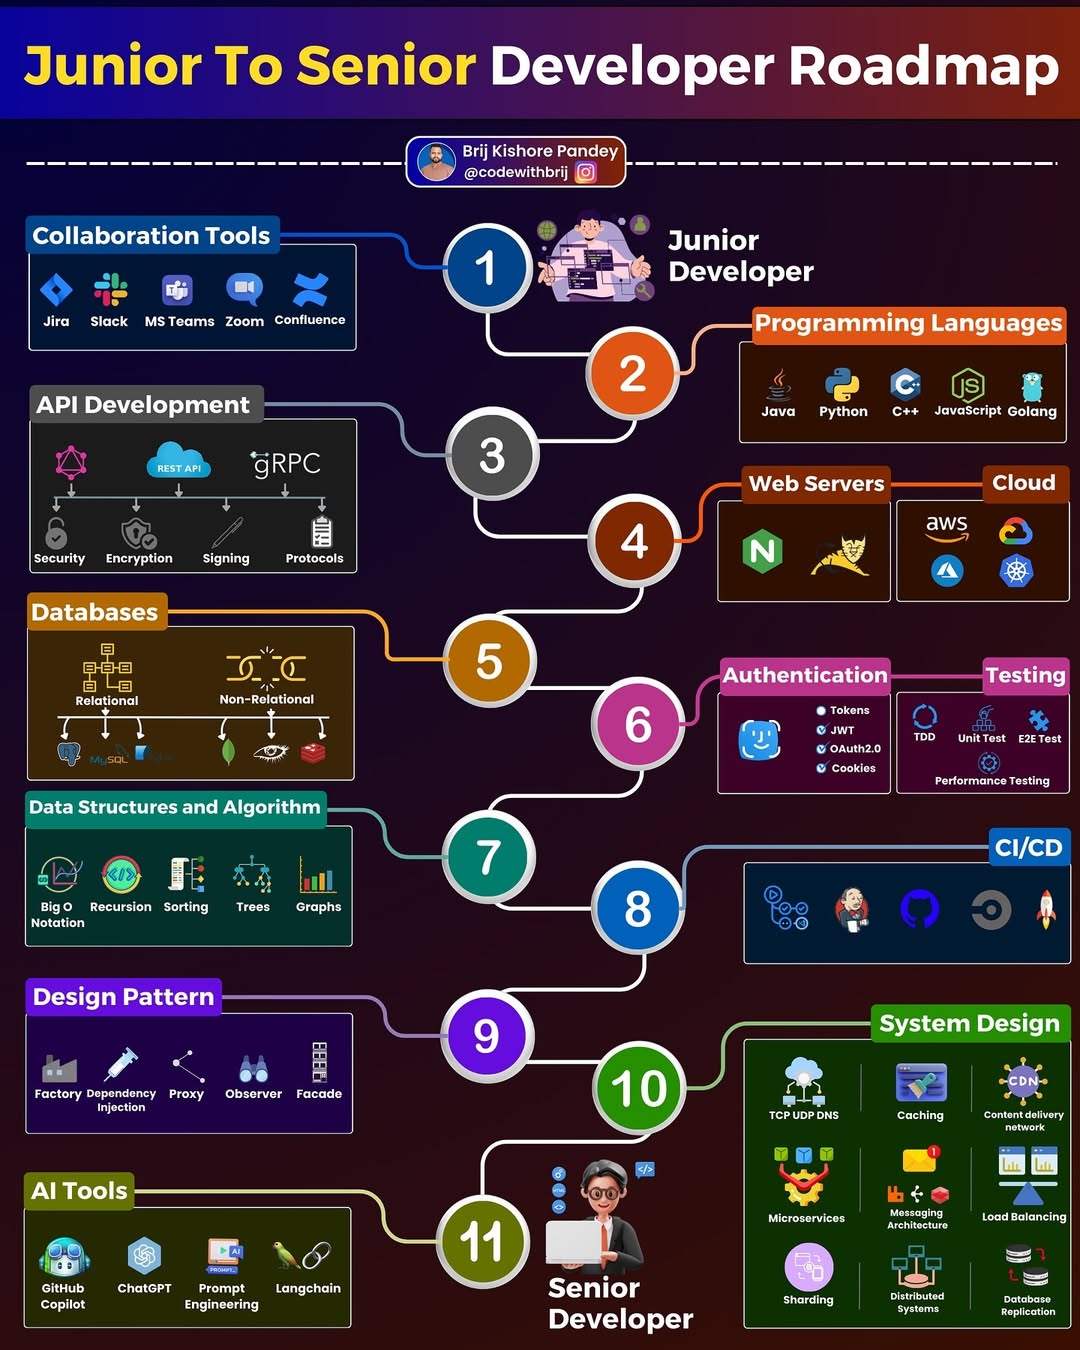 Junior To Senior Developer Roadmap
Brij Kishore Pandey
@codewithbrij
Collaboration Tools
Jira
Slack
MS Teams
Zoom
Confluence
1
Junior
Developer
2
Programming Languages
Java
Python
C++
JavaScript
Golang
API Development
REST API
gRPC
Security
Encryption
Signing
Protocols
3
4
Web Servers
Cloud
aws
Databases
Relational
Non-Relational
MySQL
5
6
Authentication
Tokens
JWT
OAuth2.0
Cookies
Testing
TDD
Unit Test
E2E Test
Performance Testing
Data Structures and Algorithm
Big O
Notation
Recursion
Sorting
Trees
Graphs
7
8
CI/CD
Design Pattern
Factory
Dependency
Injection
Proxy
Observer
Facade
9
10
System Design
TCP UDP DNS
Caching
CDN
Content delivery
network
Microservices
1
Messaging
Architecture
Load Balancing
Sharding
Distributed
Systems
Database
Replication
AI Tools
GitHub
Copilot
ChatGPT
AI
PROMPT
Prompt
Engineering
Langchain
11
HTML
</>
Senior
Developer